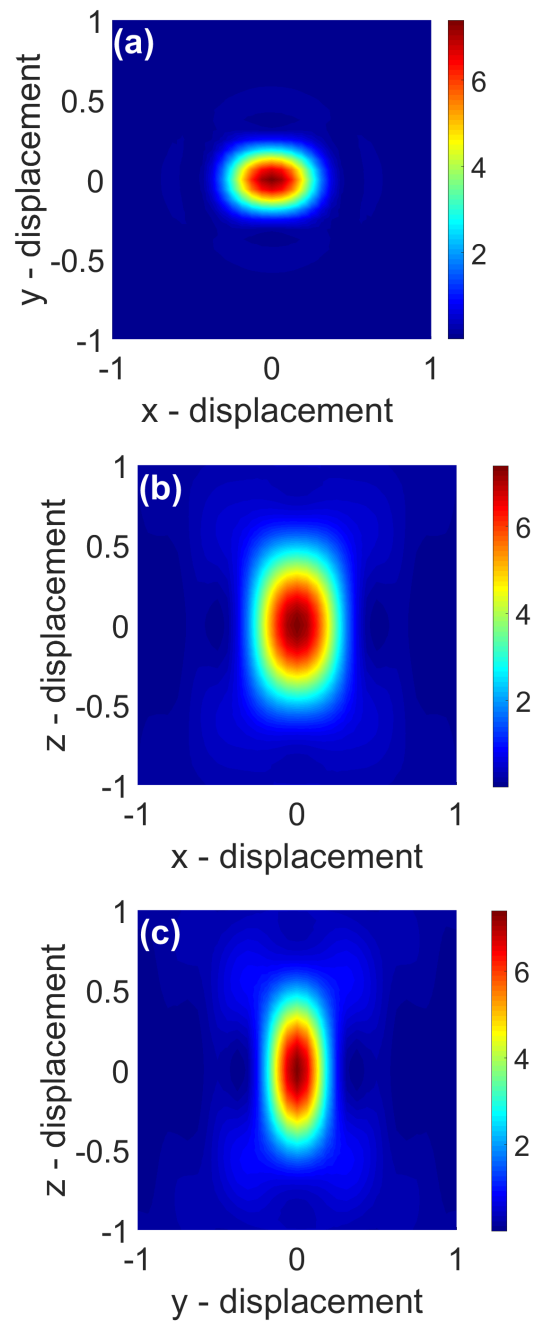 (a)
1
0.5
0
-0.5
-1
y - displacement
-1 0 1
x - displacement
6
4
2
(b)
1
0.5
0
-0.5
-1
z - displacement
-1 0 1
x - displacement
6
4
2
(c)
1
0.5
0
-0.5
-1
z - displacement
-1 0 1
y - displacement
6
4
2